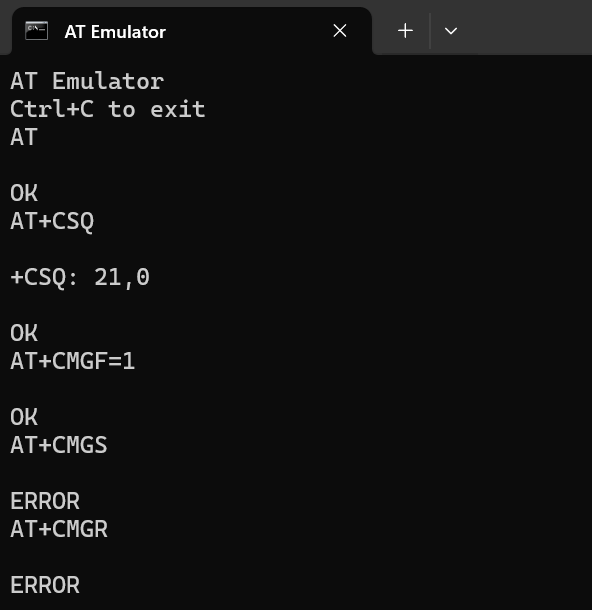 AT Emulator
AT Emulator
Ctrl+C to exit
AT
OK
AT+CSQ
+CSQ: 21,0
OK
AT+CMGF=1
OK
AT+CMGS
ERROR
AT+CMGR
ERROR